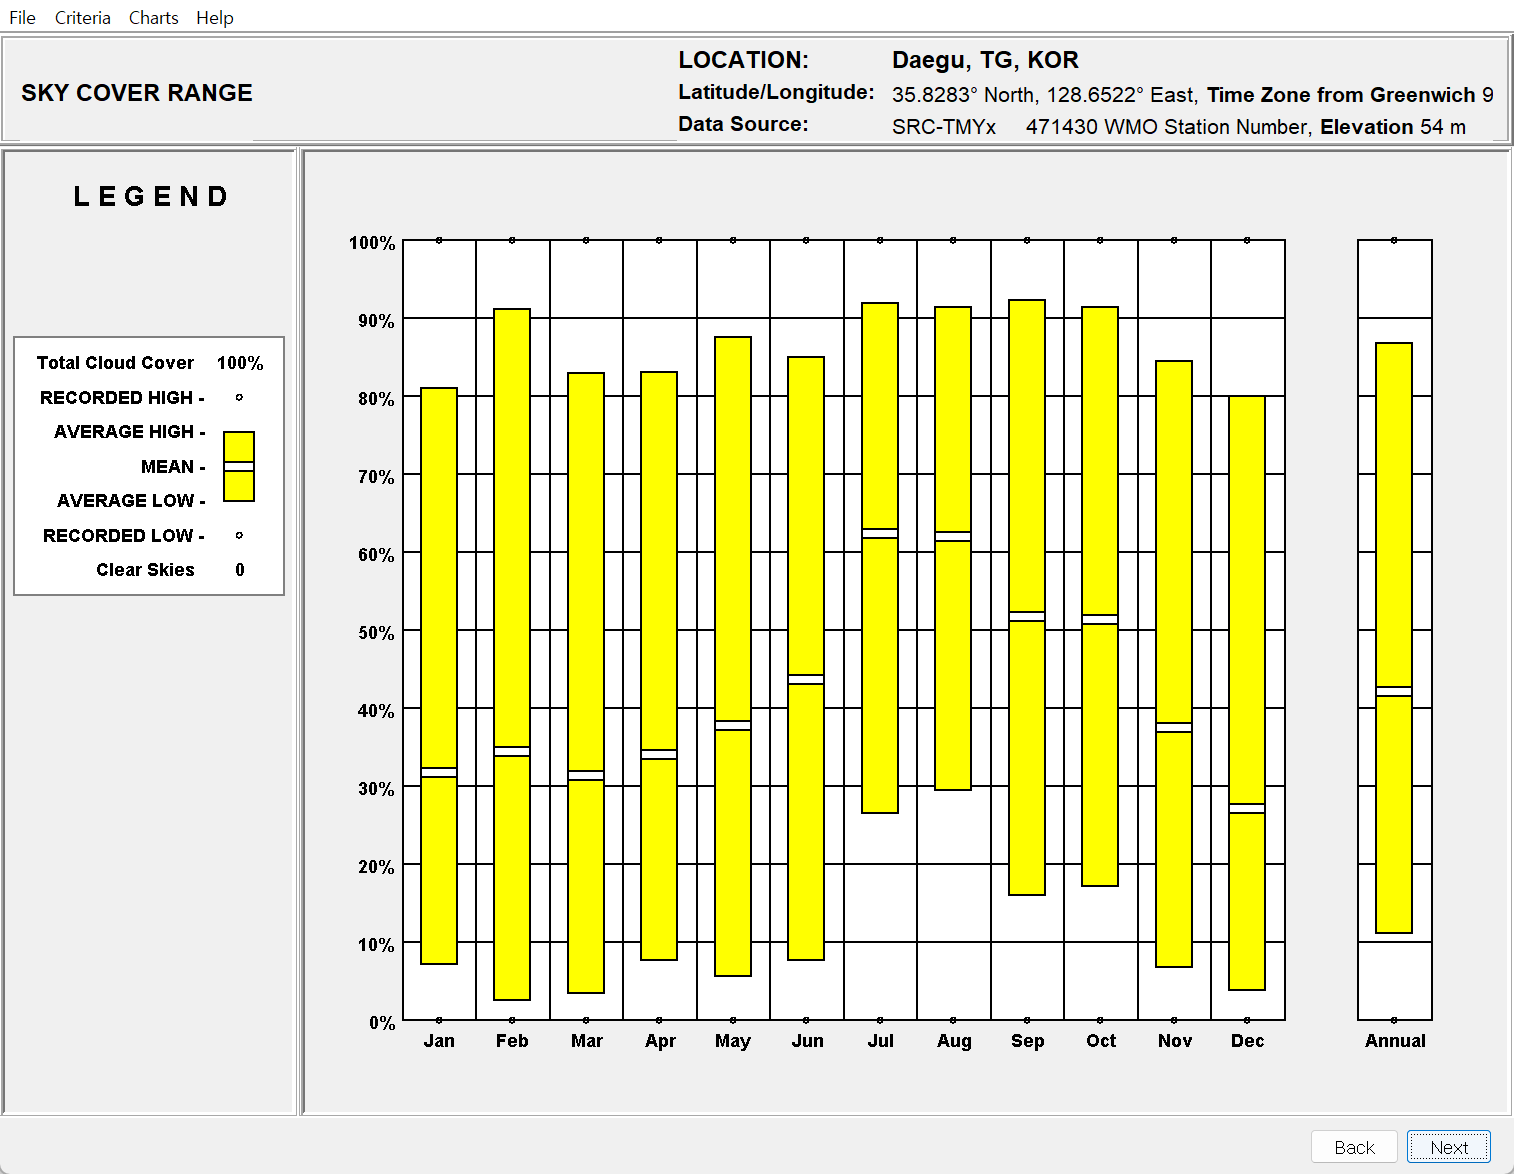 File Criteria Charts Help
SKY COVER RANGE
LOCATION: Daegu, TG, KOR
Latitude/Longitude: 35.8283° North, 128.6522° East, Time Zone from Greenwich 9
Data Source: SRC-TMYx 471430 WMO Station Number, Elevation 54 m
LEGEND
Total Cloud Cover 100%
RECORDED HIGH -
AVERAGE HIGH -
MEAN -
AVERAGE LOW -
RECORDED LOW -
Clear Skies 0
100%
90%
80%
70%
60%
50%
40%
30%
20%
10%
0%
Jan Feb Mar Apr May Jun Jul Aug Sep Oct Nov Dec Annual
Back Next